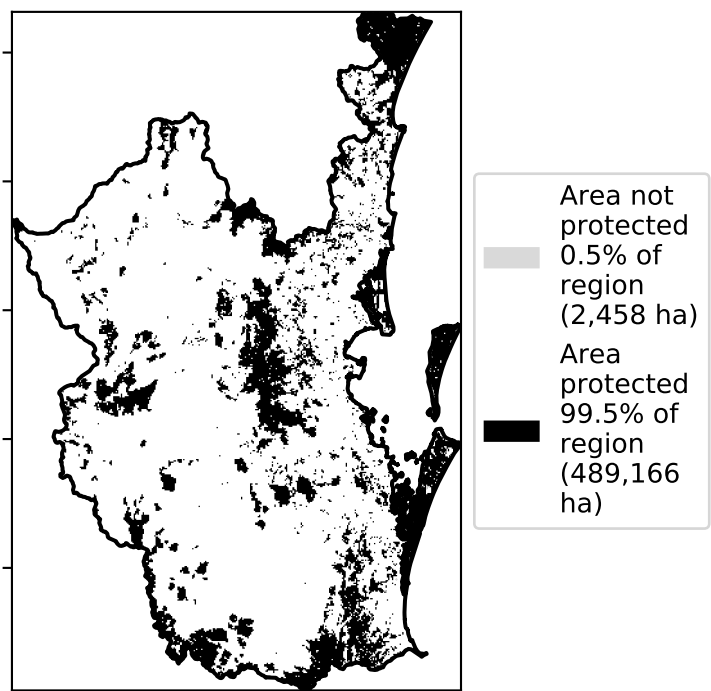 Area not
protected
0.5% of
region
(2,458 ha)
Area
protected
99.5% of
region
(489,166
ha)